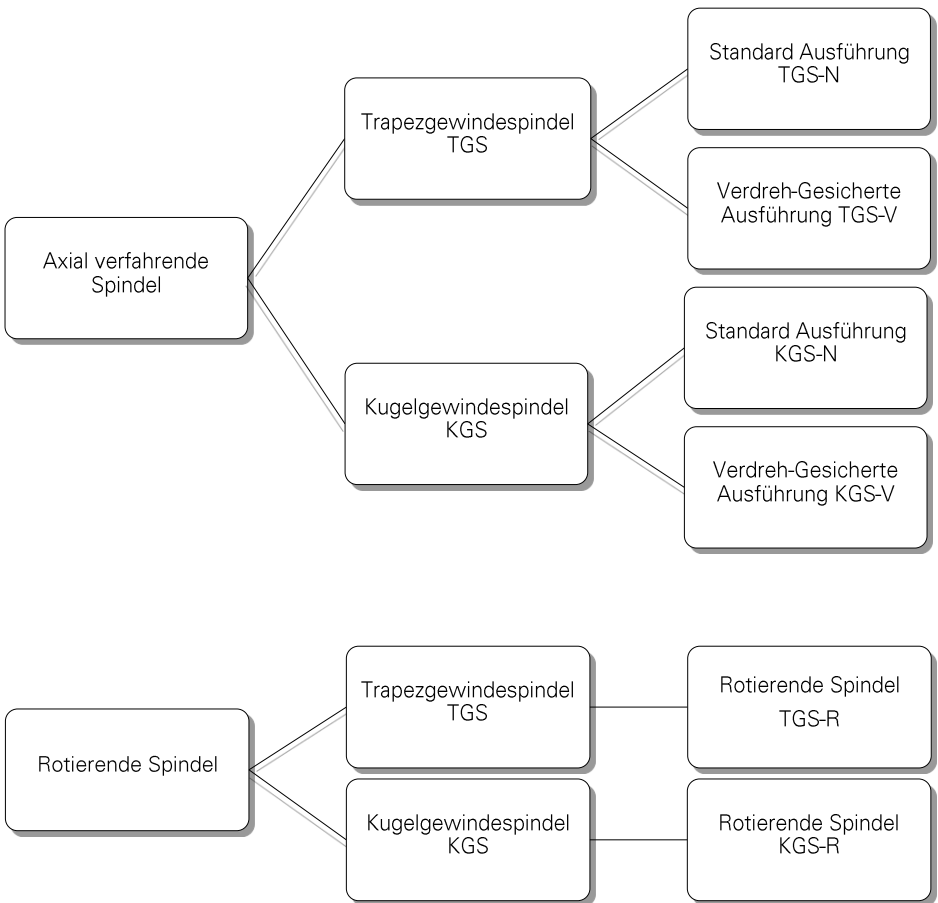 Standard Ausführung
TGS-N
Trapezgewindespindel
TGS
Verdreh-Gesicherte
Ausführung TGS-V
Axial verfahrende
Spindel
Standard Ausführung
KGS-N
Kugelgewindespindel
KGS
Verdreh-Gesicherte
Ausführung KGS-V
Trapezgewindespindel
TGS
Rotierende Spindel
TGS-R
Rotierende Spindel
Kugelgewindespindel
KGS
Rotierende Spindel
KGS-R